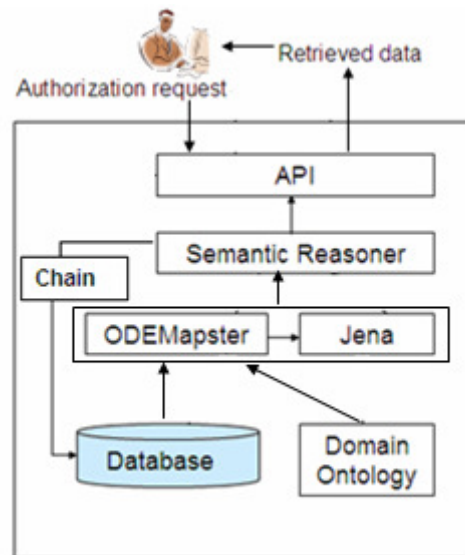 Retrieved data
Authorization request
API
Semantic Reasoner
Chain
ODEMapster
Jena
Database
Domain
Ontology